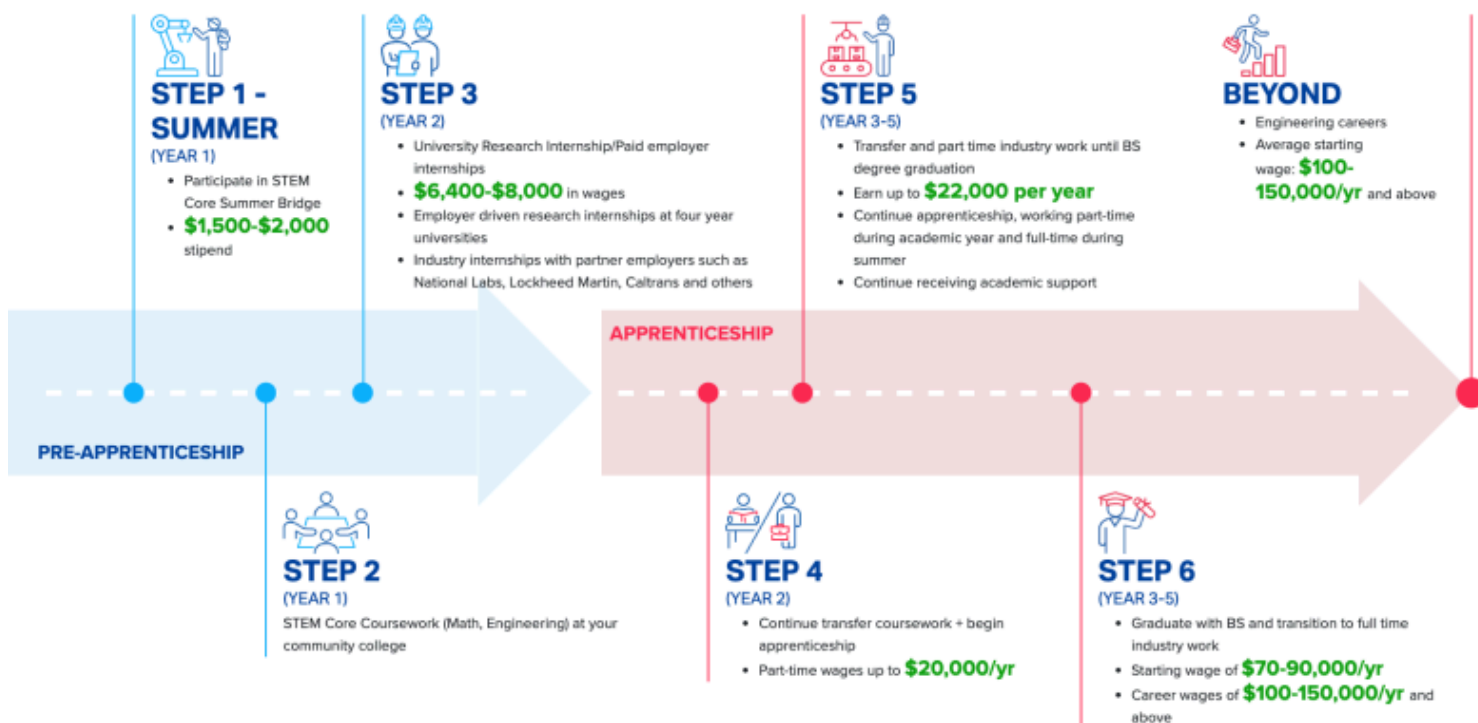 STEP 1 -
SUMMER
(YEAR 1)
• Participate in STEM
Core Summer Bridge
• $1,500-$2,000
stipend
STEP 3
(YEAR 2)
• University Research Internship/Paid employer
internships
• $6,400-$8,000 in wages
• Employer driven research internships at four year
universities
• Industry internships with partner employers such as
National Labs, Lockheed Martin, Caltrans and others
STEP 5
(YEAR 3-5)
• Transfer and part time industry work until BS
degree graduation
• Earn up to $22,000 per year
• Continue apprenticeship, working part-time
during academic year and full-time during
summer
• Continue receiving academic support
BEYOND
• Engineering careers
• Average starting
wage: $100-
150,000/yr and above
APPRENTICESHIP
PRE-APPRENTICESHIP
STEP 2
(YEAR 1)
STEM Core Coursework (Math, Engineering) at your
community college
STEP 4
(YEAR 2)
• Continue transfer coursework + begin
apprenticeship
• Part-time wages up to $20,000/yr
STEP 6
(YEAR 3-5)
• Graduate with BS and transition to full time
industry work
• Starting wage of $70-90,000/yr
• Career wages of $100-150,000/yr and
above